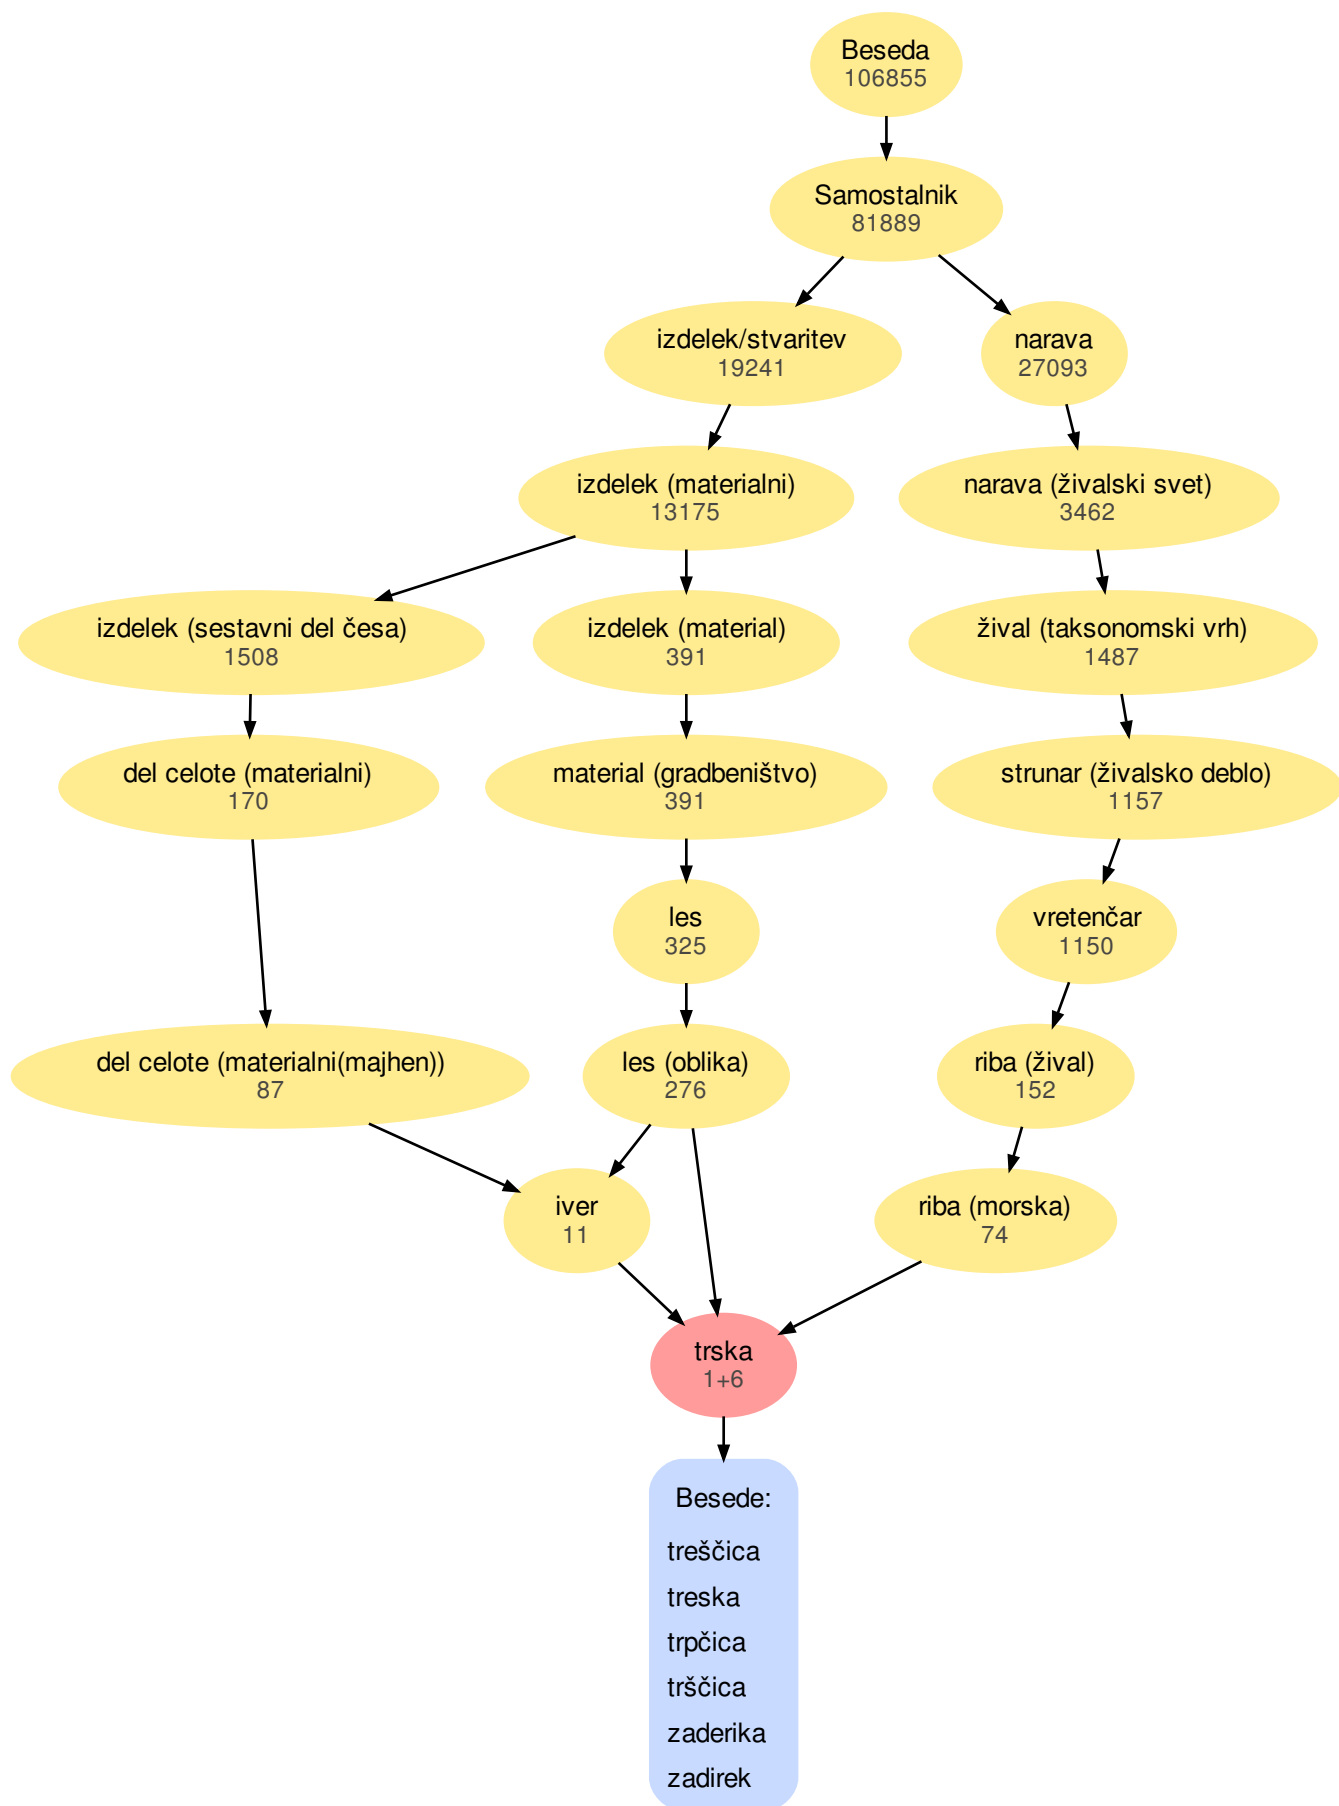 Beseda
106855
Samostalnik
81889
izdelek/stvaritev
19241
narava
27093
izdelek (materialni)
13175
narava (živalski svet)
3462
izdelek (sestavni del česa)
1508
izdelek (material)
391
žival (taksonomski vrh)
1487
del celote (materialni)
170
material (gradbeništvo)
391
strunar (živalsko deblo)
1157
les
325
vretenčar
1150
del celote (materialni(majhen))
87
les (oblika)
276
riba (žival)
152
iver
11
riba (morska)
74
trska
1+6
Besede:
treščica
treska
trpčica
trščica
zaderika
zadirek